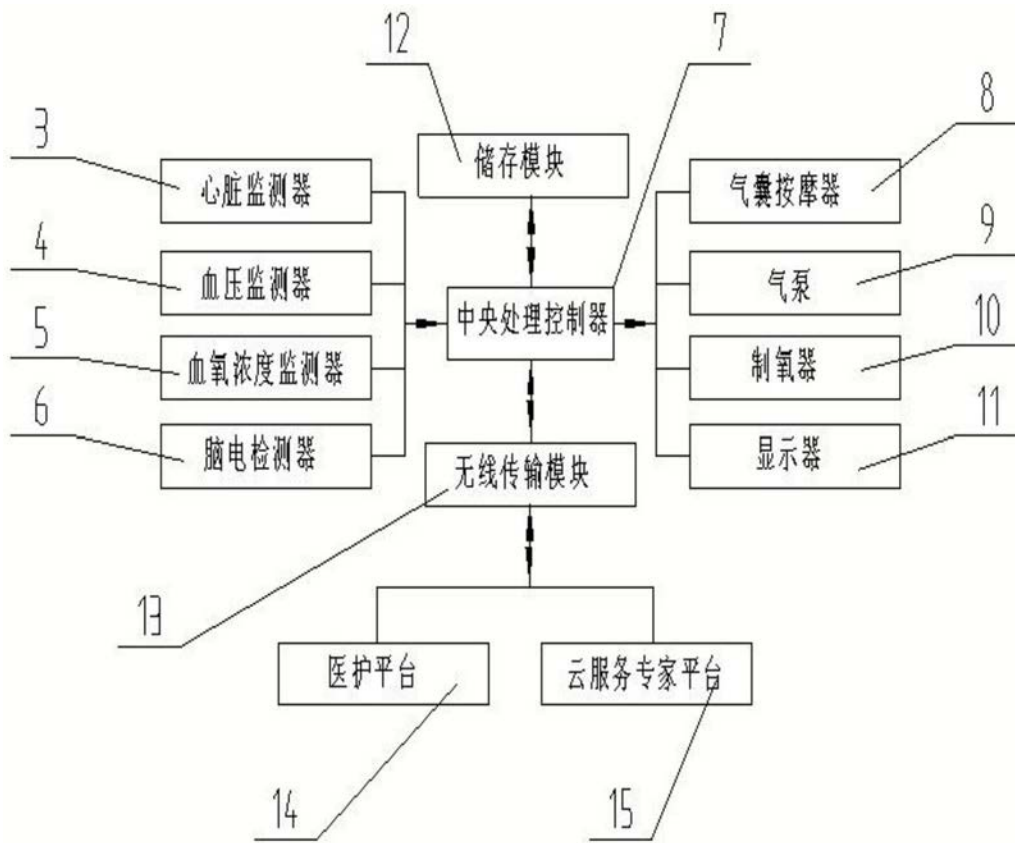 12
7
3
8
心脏监测器
储存模块
气囊按摩器
4
9
血压监测器
气泵
中央处理控制器
5
10
血氧浓度监测器
制氧器
6
11
脑电检测器
无线传输模块
显示器
13
医护平台
云服务专家平台
14
15